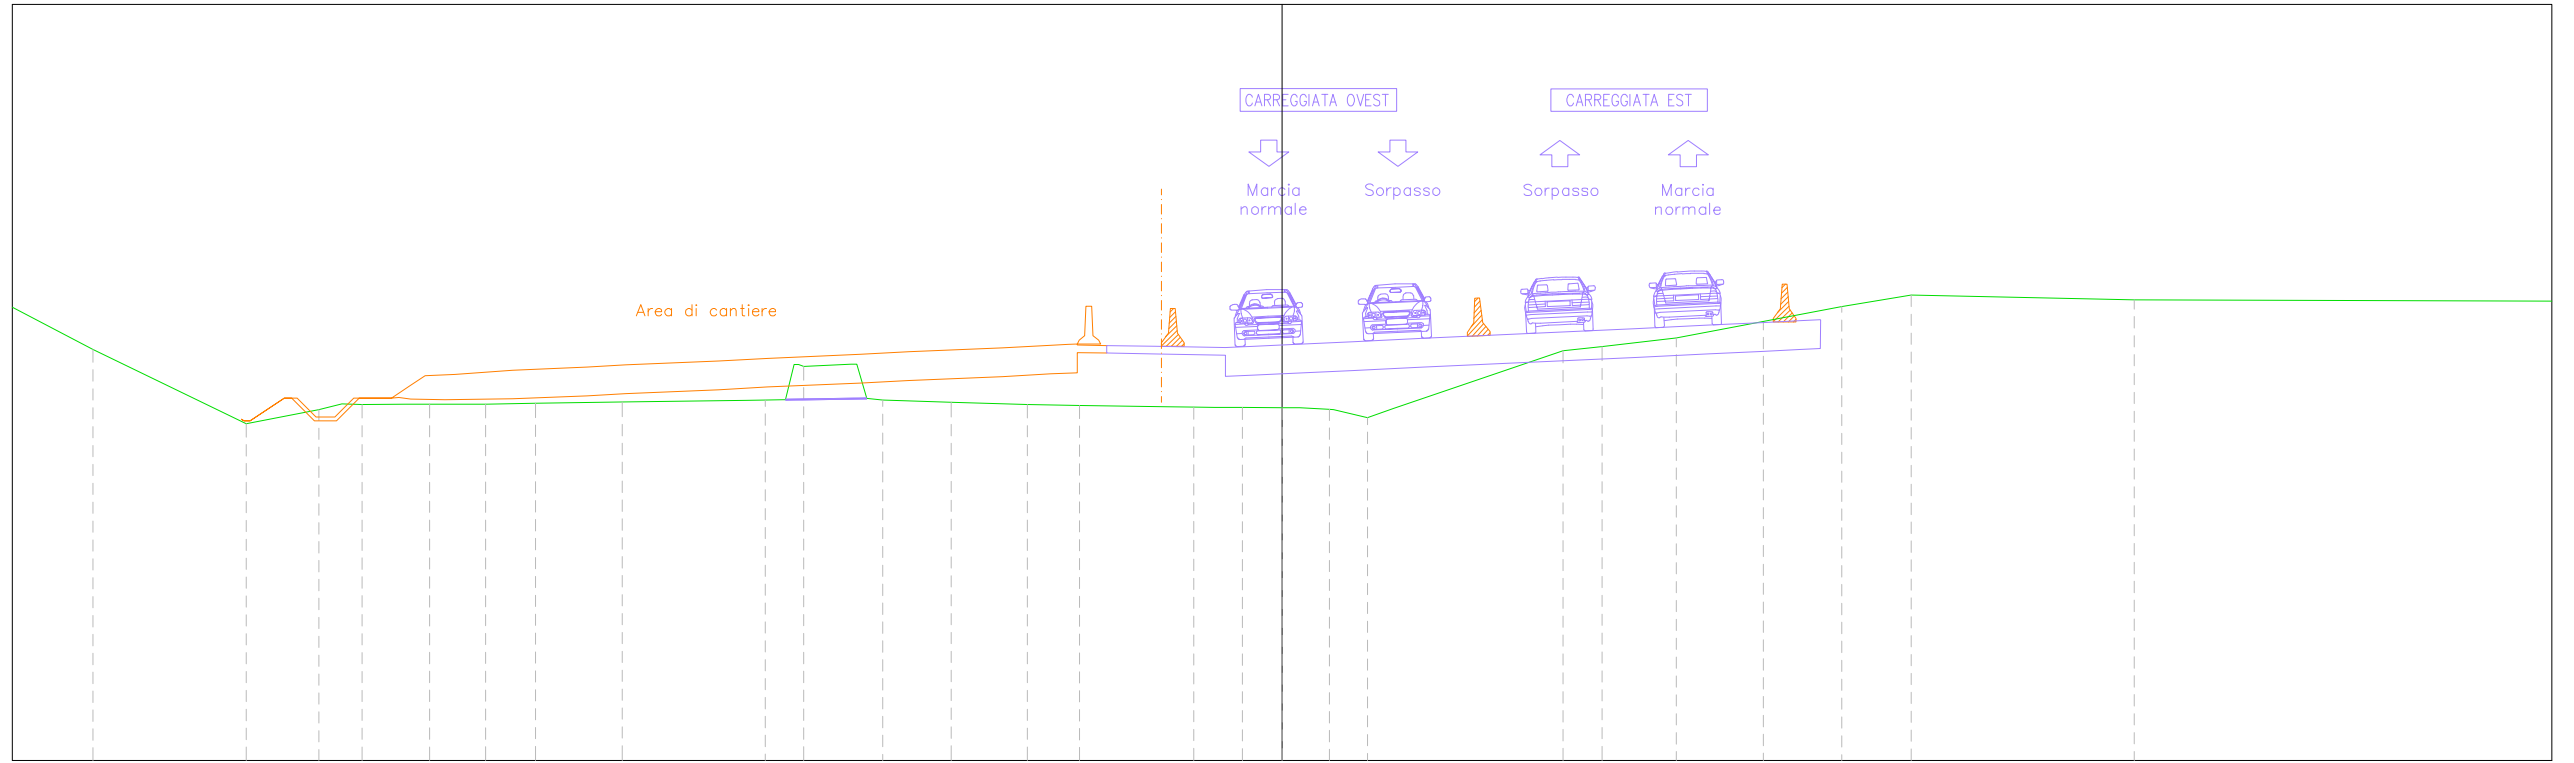 CARREGGIATA OVEST
CARREGGIATA EST
Marcia
normale
Sorpasso
Sorpasso
Marcia
normale
Area di cantiere